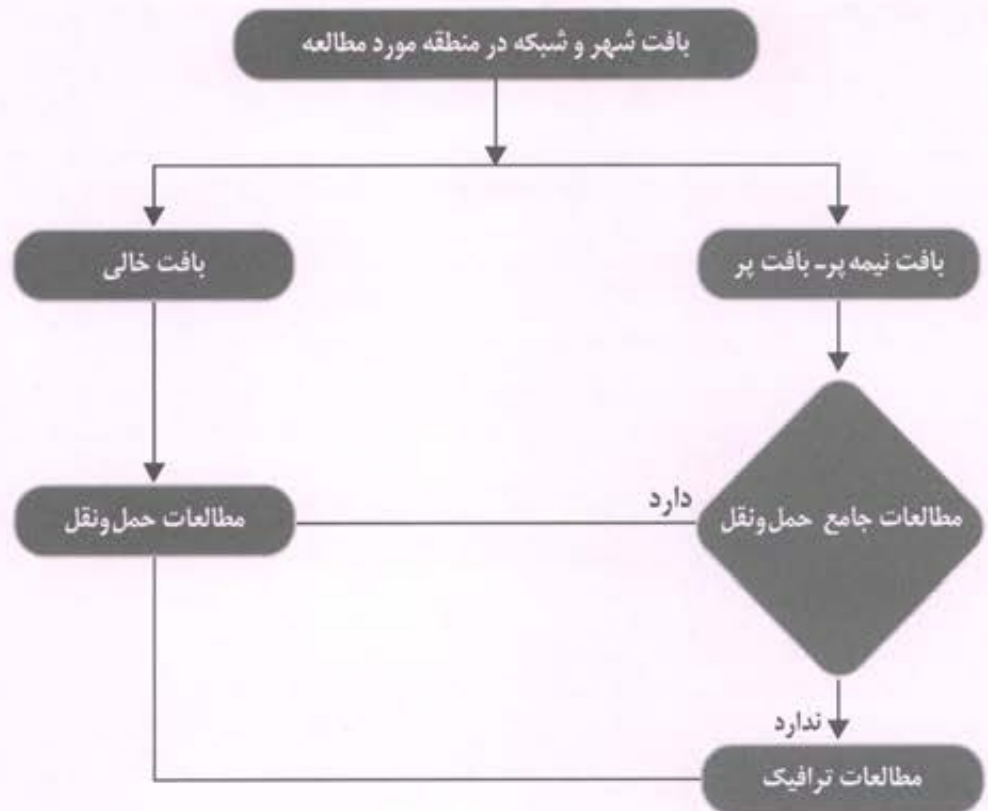 بافت شهر و شبکه در منطقه مورد مطالعه
بافت نیمه پر ـ بافت پر
بافت خالی
مطالعات جامع حمل‌ونقل
دارد
مطالعات حمل‌ونقل
ندارد
مطالعات ترافیک